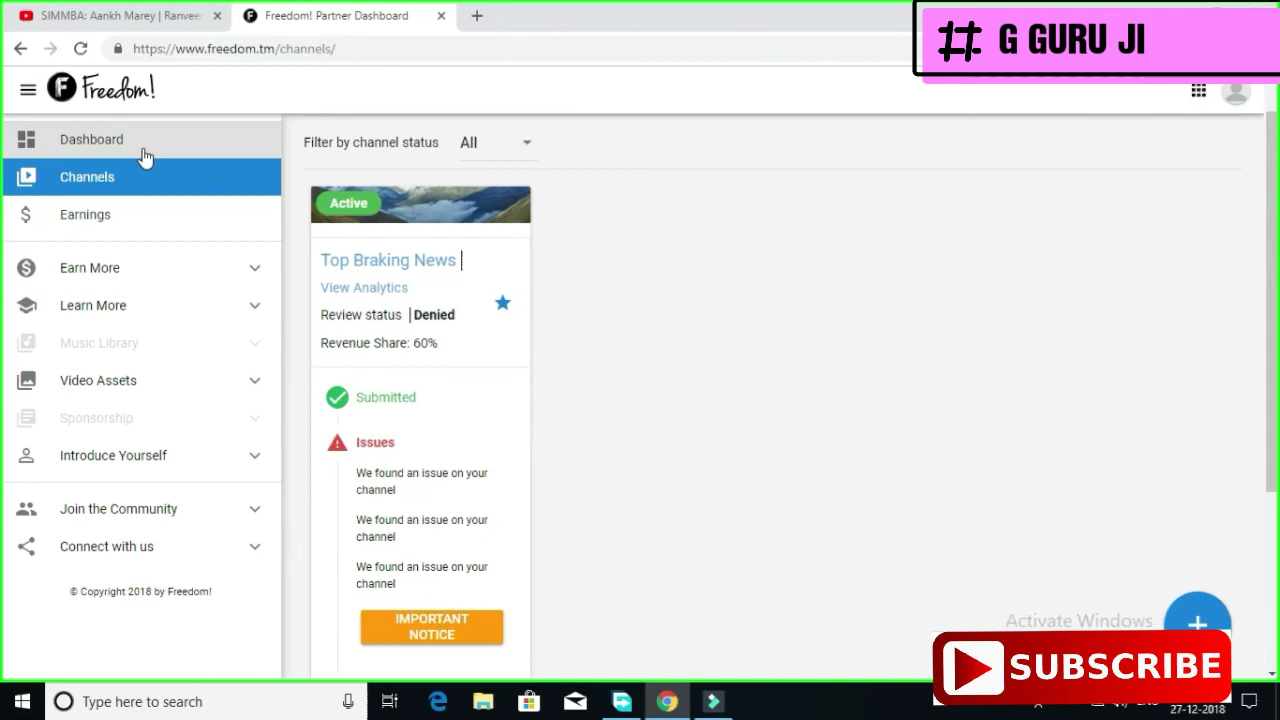 SIMMBA: Aankh Marey | Ranvee
Freedom! Partner Dashboard
# G GURU JI
https://www.freedom.tm/channels/
F Freedom!
Dashboard
Channels
Earnings
Earn More
Learn More
Music Library
Video Assets
Sponsorship
Introduce Yourself
Join the Community
Connect with us
© Copyright 2018 by Freedom!
Filter by channel status All
Active
Top Braking News
View Analytics
Review status Denied
Revenue Share: 60%
Submitted
Issues
We found an issue on your
channel
We found an issue on your
channel
We found an issue on your
channel
IMPORTANT
NOTICE
Activate Windows
SUBSCRIBE
Type here to search
27-12-2018